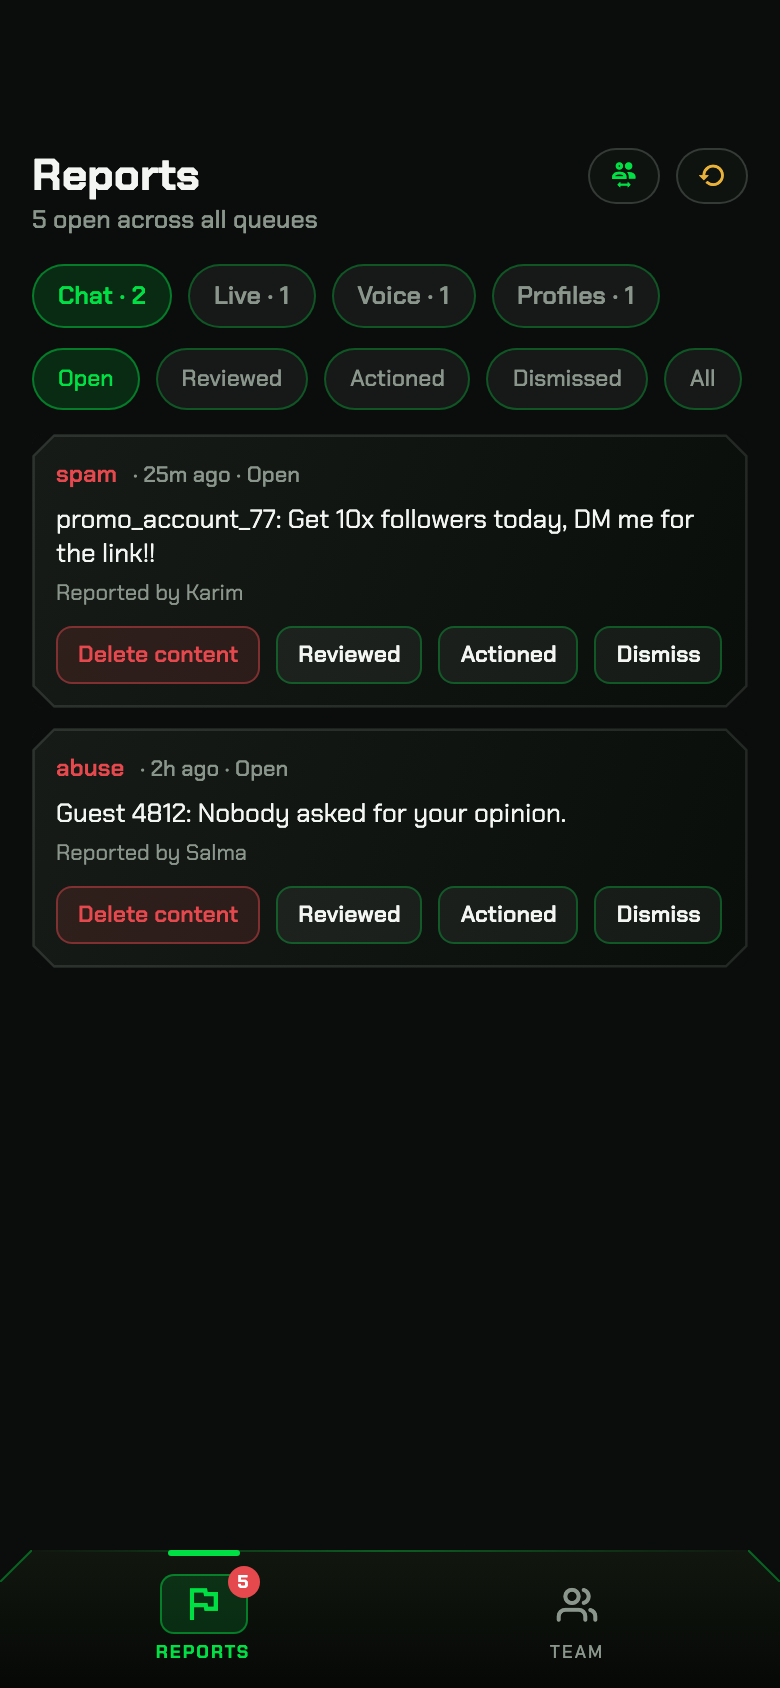 Reports
5 open across all queues
Chat · 2
Live · 1
Voice · 1
Profiles · 1
Open
Reviewed
Actioned
Dismissed
All
spam · 25m ago · Open
promo_account_77: Get 10x followers today, DM me for
the link!!
Reported by Karim
Delete content
Reviewed
Actioned
Dismiss
abuse · 2h ago · Open
Guest 4812: Nobody asked for your opinion.
Reported by Salma
Delete content
Reviewed
Actioned
Dismiss
5
REPORTS
TEAM